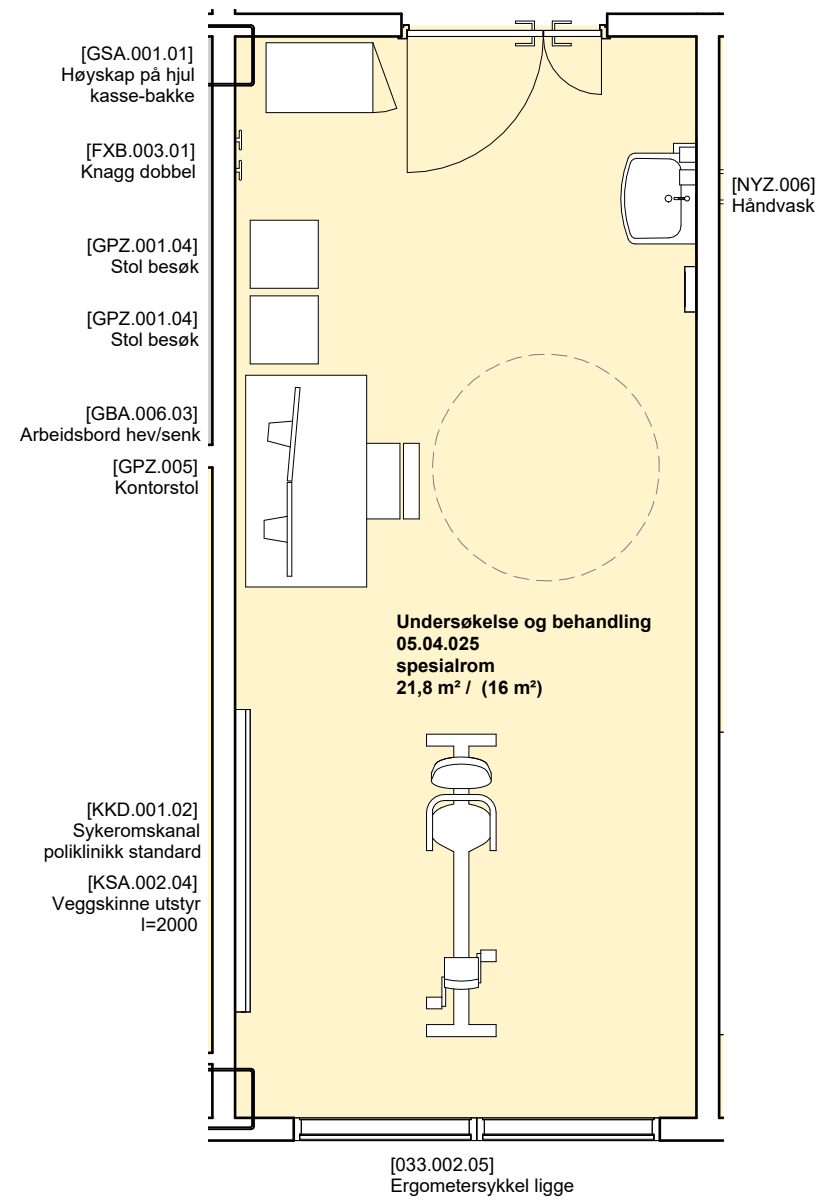 [GSA.001.01]
Høyskap på hjul
kasse-bakke
[FXB.003.01]
Knagg dobbel
[NYZ.006]
Håndvask
[GPZ.001.04]
Stol besøk
[GPZ.001.04]
Stol besøk
[GBA.006.03]
Arbeidsbord hev/senk
[GPZ.005]
Kontorstol
Undersøkelse og behandling
05.04.025
spesialrom
21,8 m² / (16 m²)
[KKD.001.02]
Sykeromskanal
poliklinikk standard
[KSA.002.04]
Veggskinne utstyr
l=2000
[033.002.05]
Ergometersykkel ligge